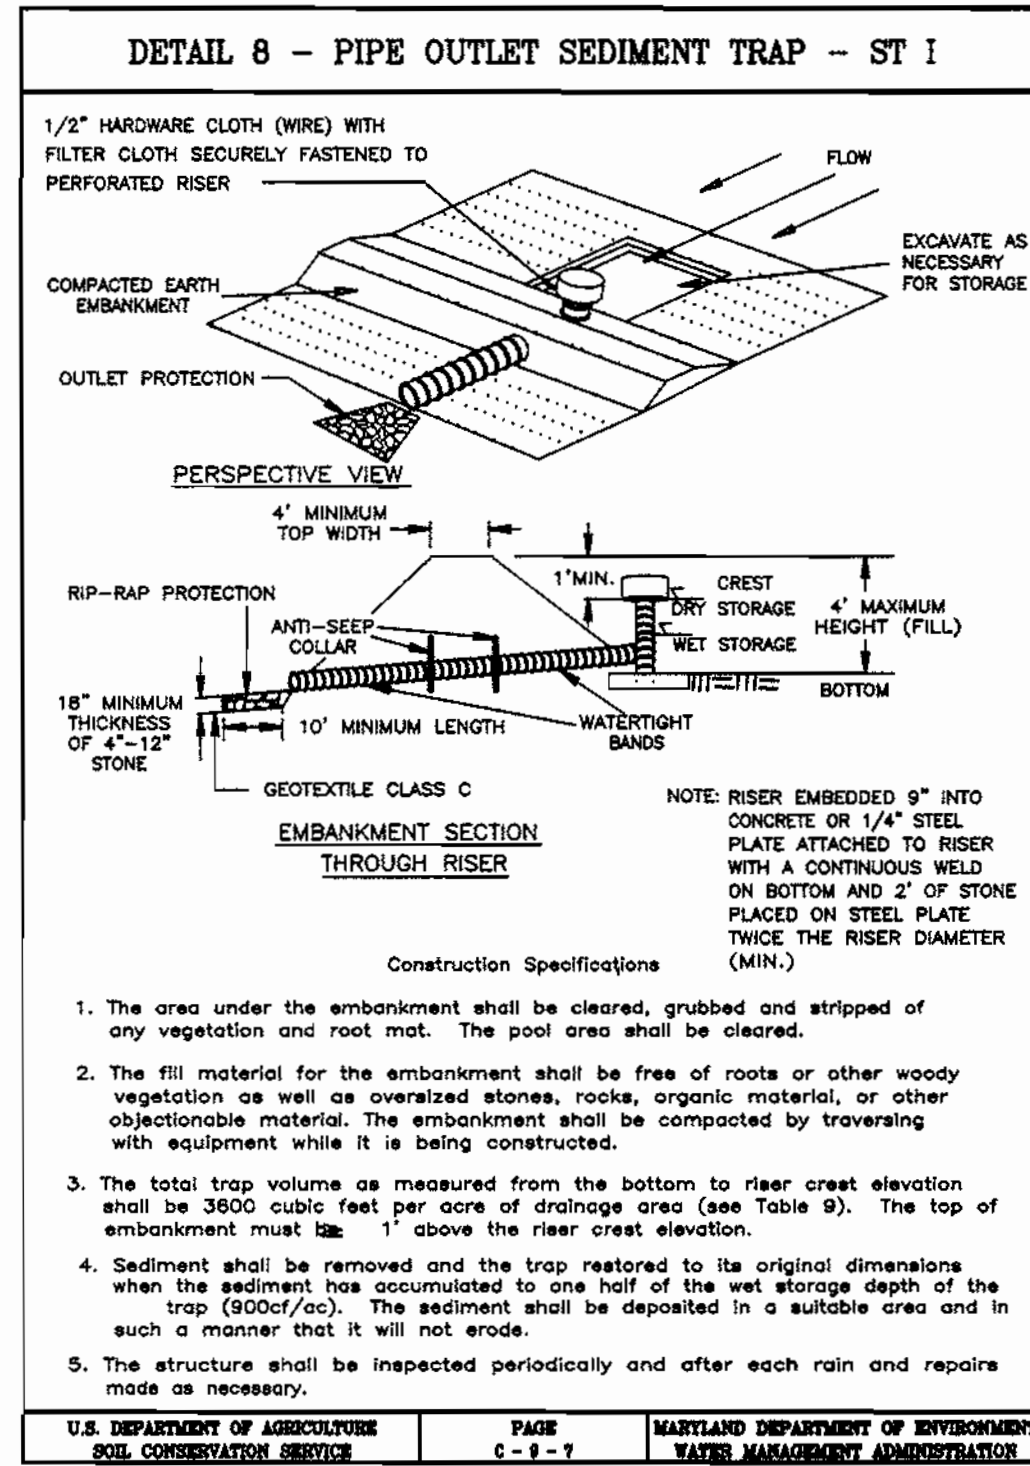 DETAIL 8 - PIPE OUTLET SEDIMENT TRAP - ST I
1/2" HARDWARE CLOTH (WIRE) WITH
FILTER CLOTH SECURELY FASTENED TO
PERFORATED RISER
FLOW
EXCAVATE AS
NECESSARY
FOR STORAGE
COMPACTED EARTH
EMBANKMENT
OUTLET PROTECTION
PERSPECTIVE VIEW
4' MINIMUM
TOP WIDTH
1'MIN.
CREST
DRY STORAGE
WET STORAGE
4' MAXIMUM
HEIGHT (FILL)
BOTTOM
RIP-RAP PROTECTION
ANTI-SEEP
COLLAR
18" MINIMUM
THICKNESS
OF 4"-12"
STONE
10' MINIMUM LENGTH
WATERTIGHT
BANDS
GEOTEXTILE CLASS C
EMBANKMENT SECTION
THROUGH RISER
NOTE: RISER EMBEDDED 9" INTO
CONCRETE OR 1/4" STEEL
PLATE ATTACHED TO RISER
WITH A CONTINUOUS WELD
ON BOTTOM AND 2' OF STONE
PLACED ON STEEL PLATE
TWICE THE RISER DIAMETER
(MIN.)
Construction Specifications
1. The area under the embankment shall be cleared, grubbed and stripped of
any vegetation and root mat. The pool area shall be cleared.
2. The fill material for the embankment shall be free of roots or other woody
vegetation as well as oversized stones, rocks, organic material, or other
objectionable material. The embankment shall be compacted by traversing
with equipment while it is being constructed.
3. The total trap volume as measured from the bottom to riser crest elevation
shall be 3600 cubic feet per acre of drainage area (see Table 9). The top of
embankment must be 1' above the riser crest elevation.
4. Sediment shall be removed and the trap restored to its original dimensions
when the sediment has accumulated to one half of the wet storage depth of the
trap (900cf/ac). The sediment shall be deposited in a suitable area and in
such a manner that it will not erode.
5. The structure shall be inspected periodically and after each rain and repairs
made as necessary.
U.S. DEPARTMENT OF AGRICULTURE
SOIL CONSERVATION SERVICE
PAGE
C - 9 - 7
MARYLAND DEPARTMENT OF ENVIRONMENT
WATER MANAGEMENT ADMINISTRATION